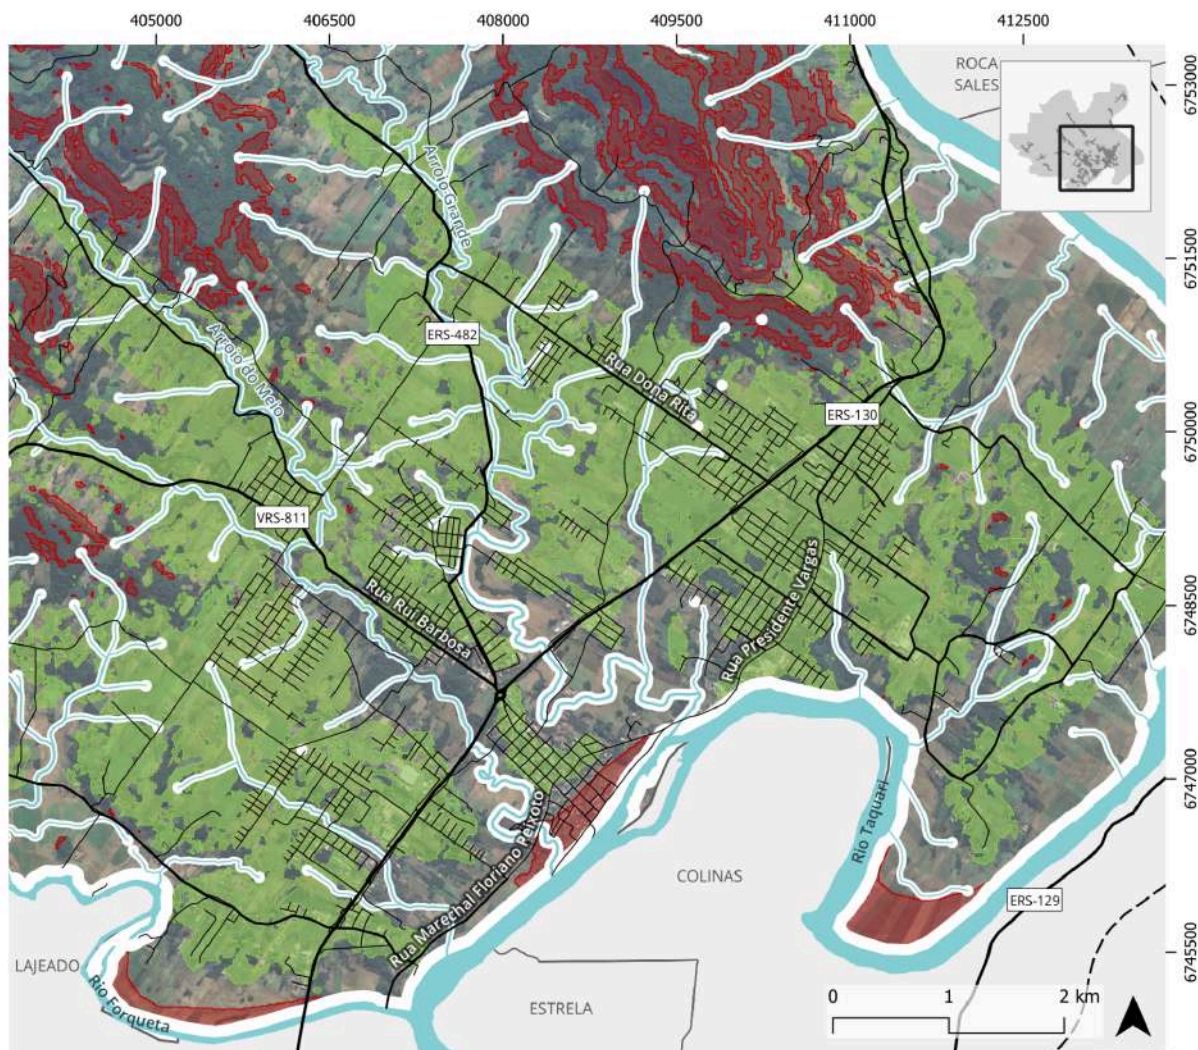 405000
406500
408000
409500
411000
412500
ROCA
SALES
6753000
Arroio Grande
6751500
ERS-482
Arroio do Meio
Rua Dona Rita
ERS-130
6750000
VRS-811
Rua Presidente Vargas
Rua Rui Barbosa
6748500
6747000
Rua Marechal Floriano Peixoto
Rio Taquari
COLINAS
ERS-129
LAJEADO
6745500
Rio Forqueta
ESTRELA
0
1
2 km